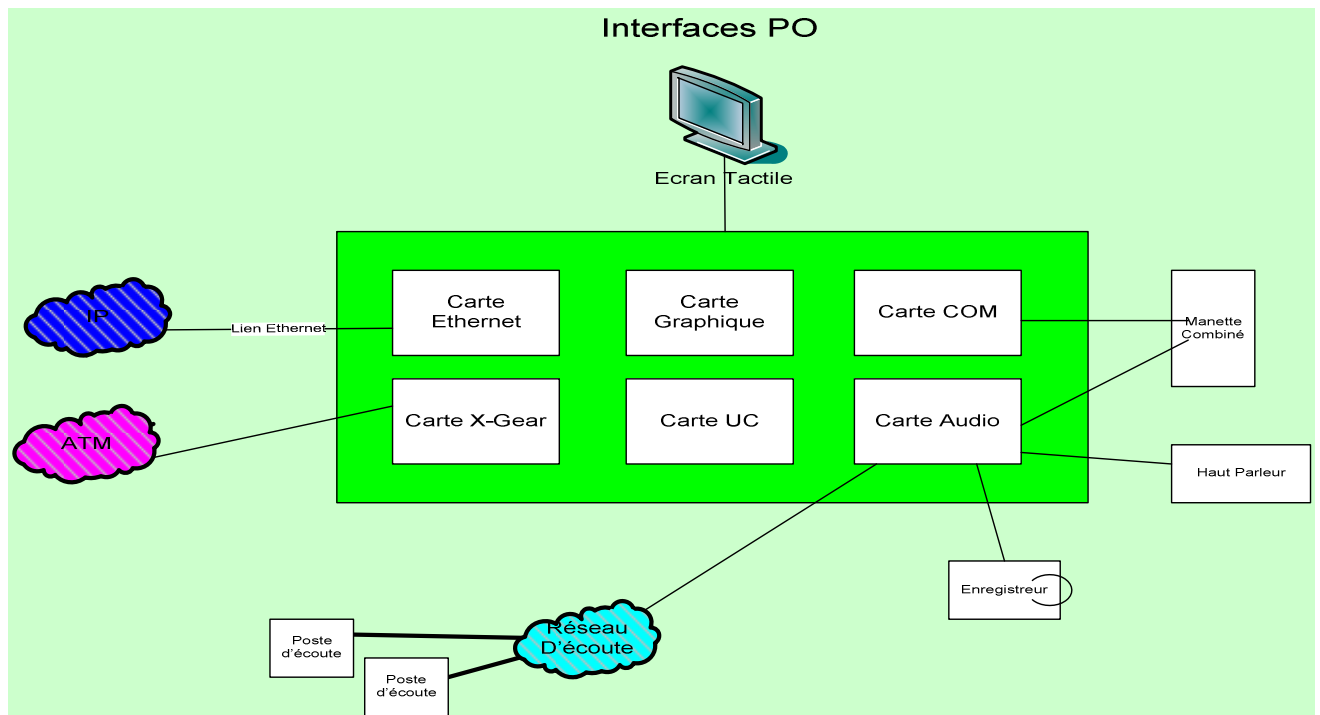 Interfaces PO
Ecran Tactile
Carte
Ethernet
Carte
Graphique
Carte COM
Manette
Combiné
IP
Lien Ethernet
ATM
Carte X-Gear
Carte UC
Carte Audio
Haut Parleur
Enregistreur
Réseau
D'écoute
Poste
d'écoute
Poste
d'écoute